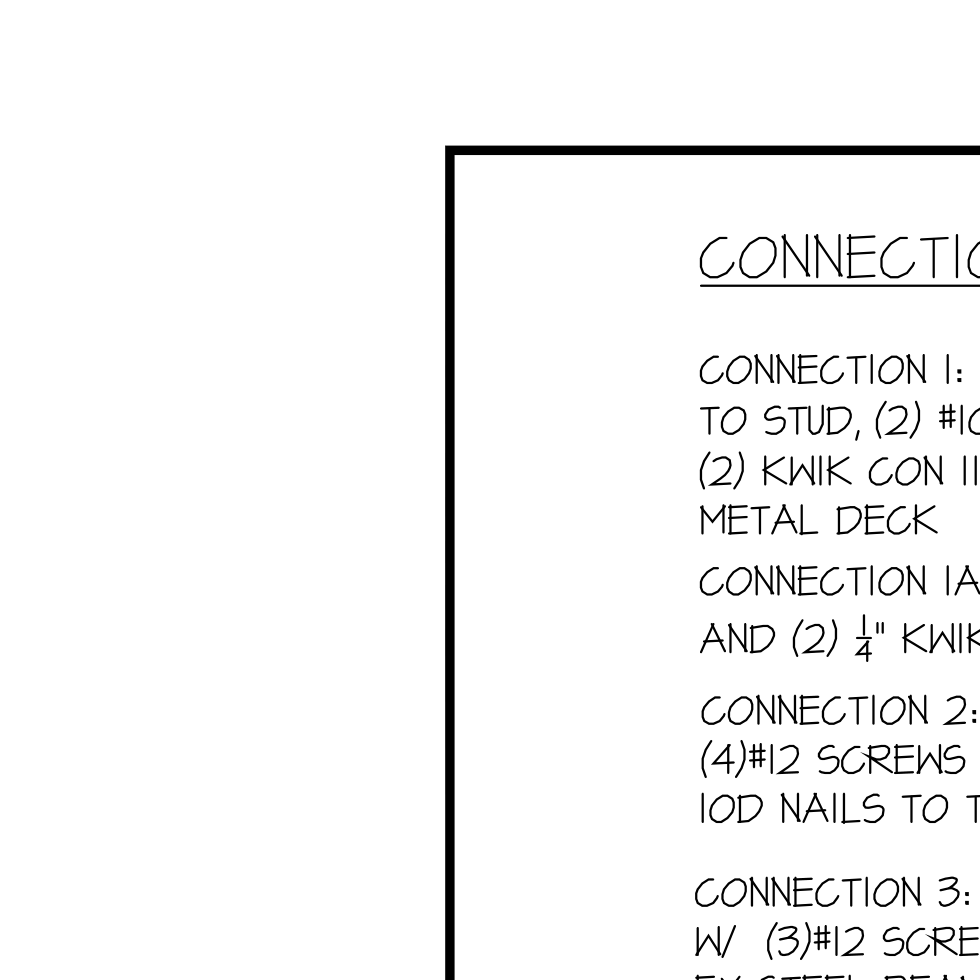 CONNECTIO
CONNECTION 1:
TO STUD, (2) #10
(2) KWIK CON II
METAL DECK
CONNECTION 1A
AND (2) 1/4" KWIK
CONNECTION 2:
(4)#12 SCREWS
10D NAILS TO T
CONNECTION 3:
W/ (3)#12 SCRE